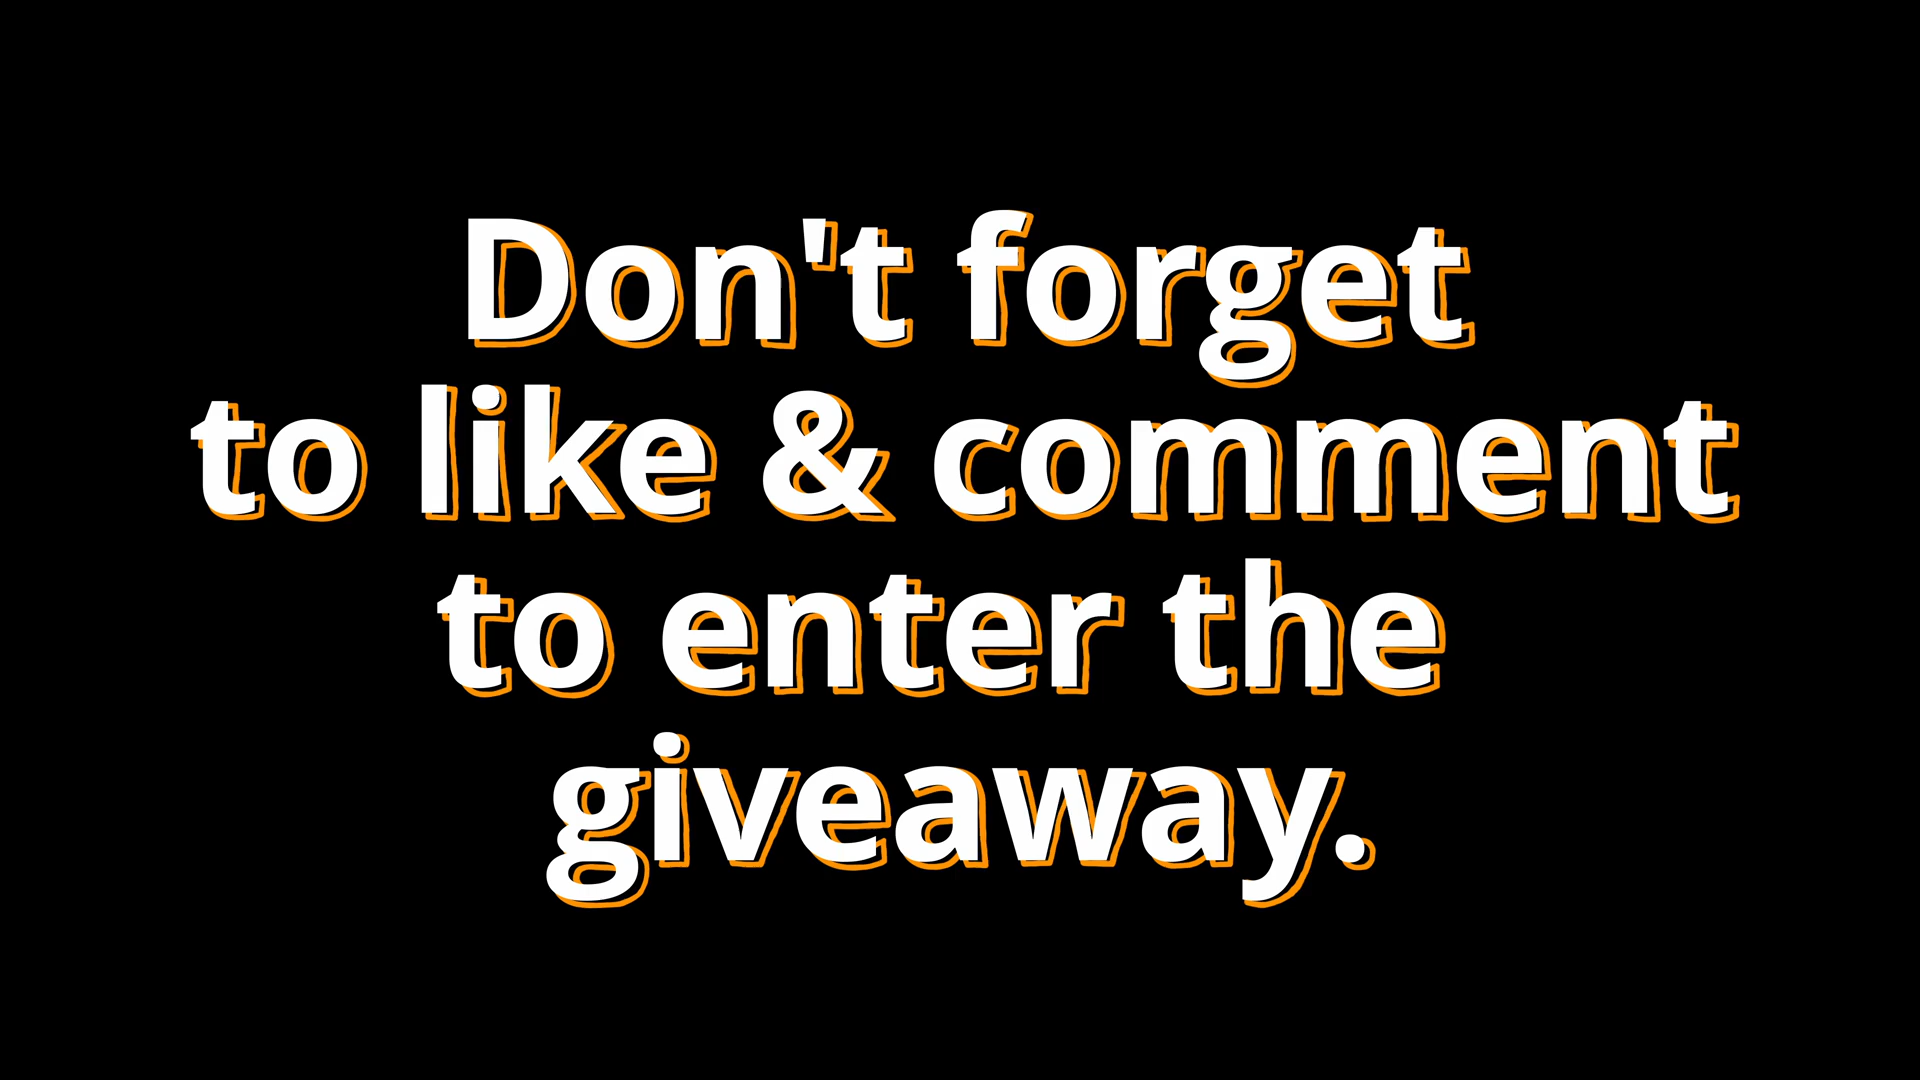 Don't forget
to like & comment
to enter the
giveaway.